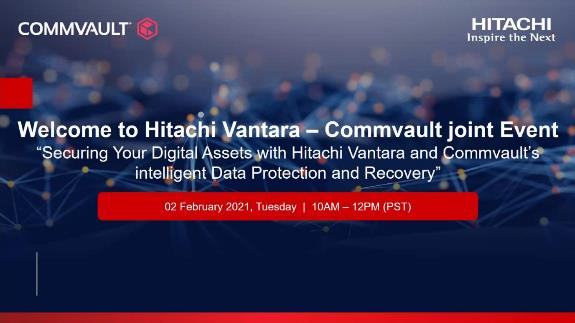 COMMVAULT
HITACHI
Inspire the Next
Welcome to Hitachi Vantara – Commvault joint Event
“Securing Your Digital Assets with Hitachi Vantara and Commvault’s
intelligent Data Protection and Recovery”
02 February 2021, Tuesday | 10AM – 12PM (PST)